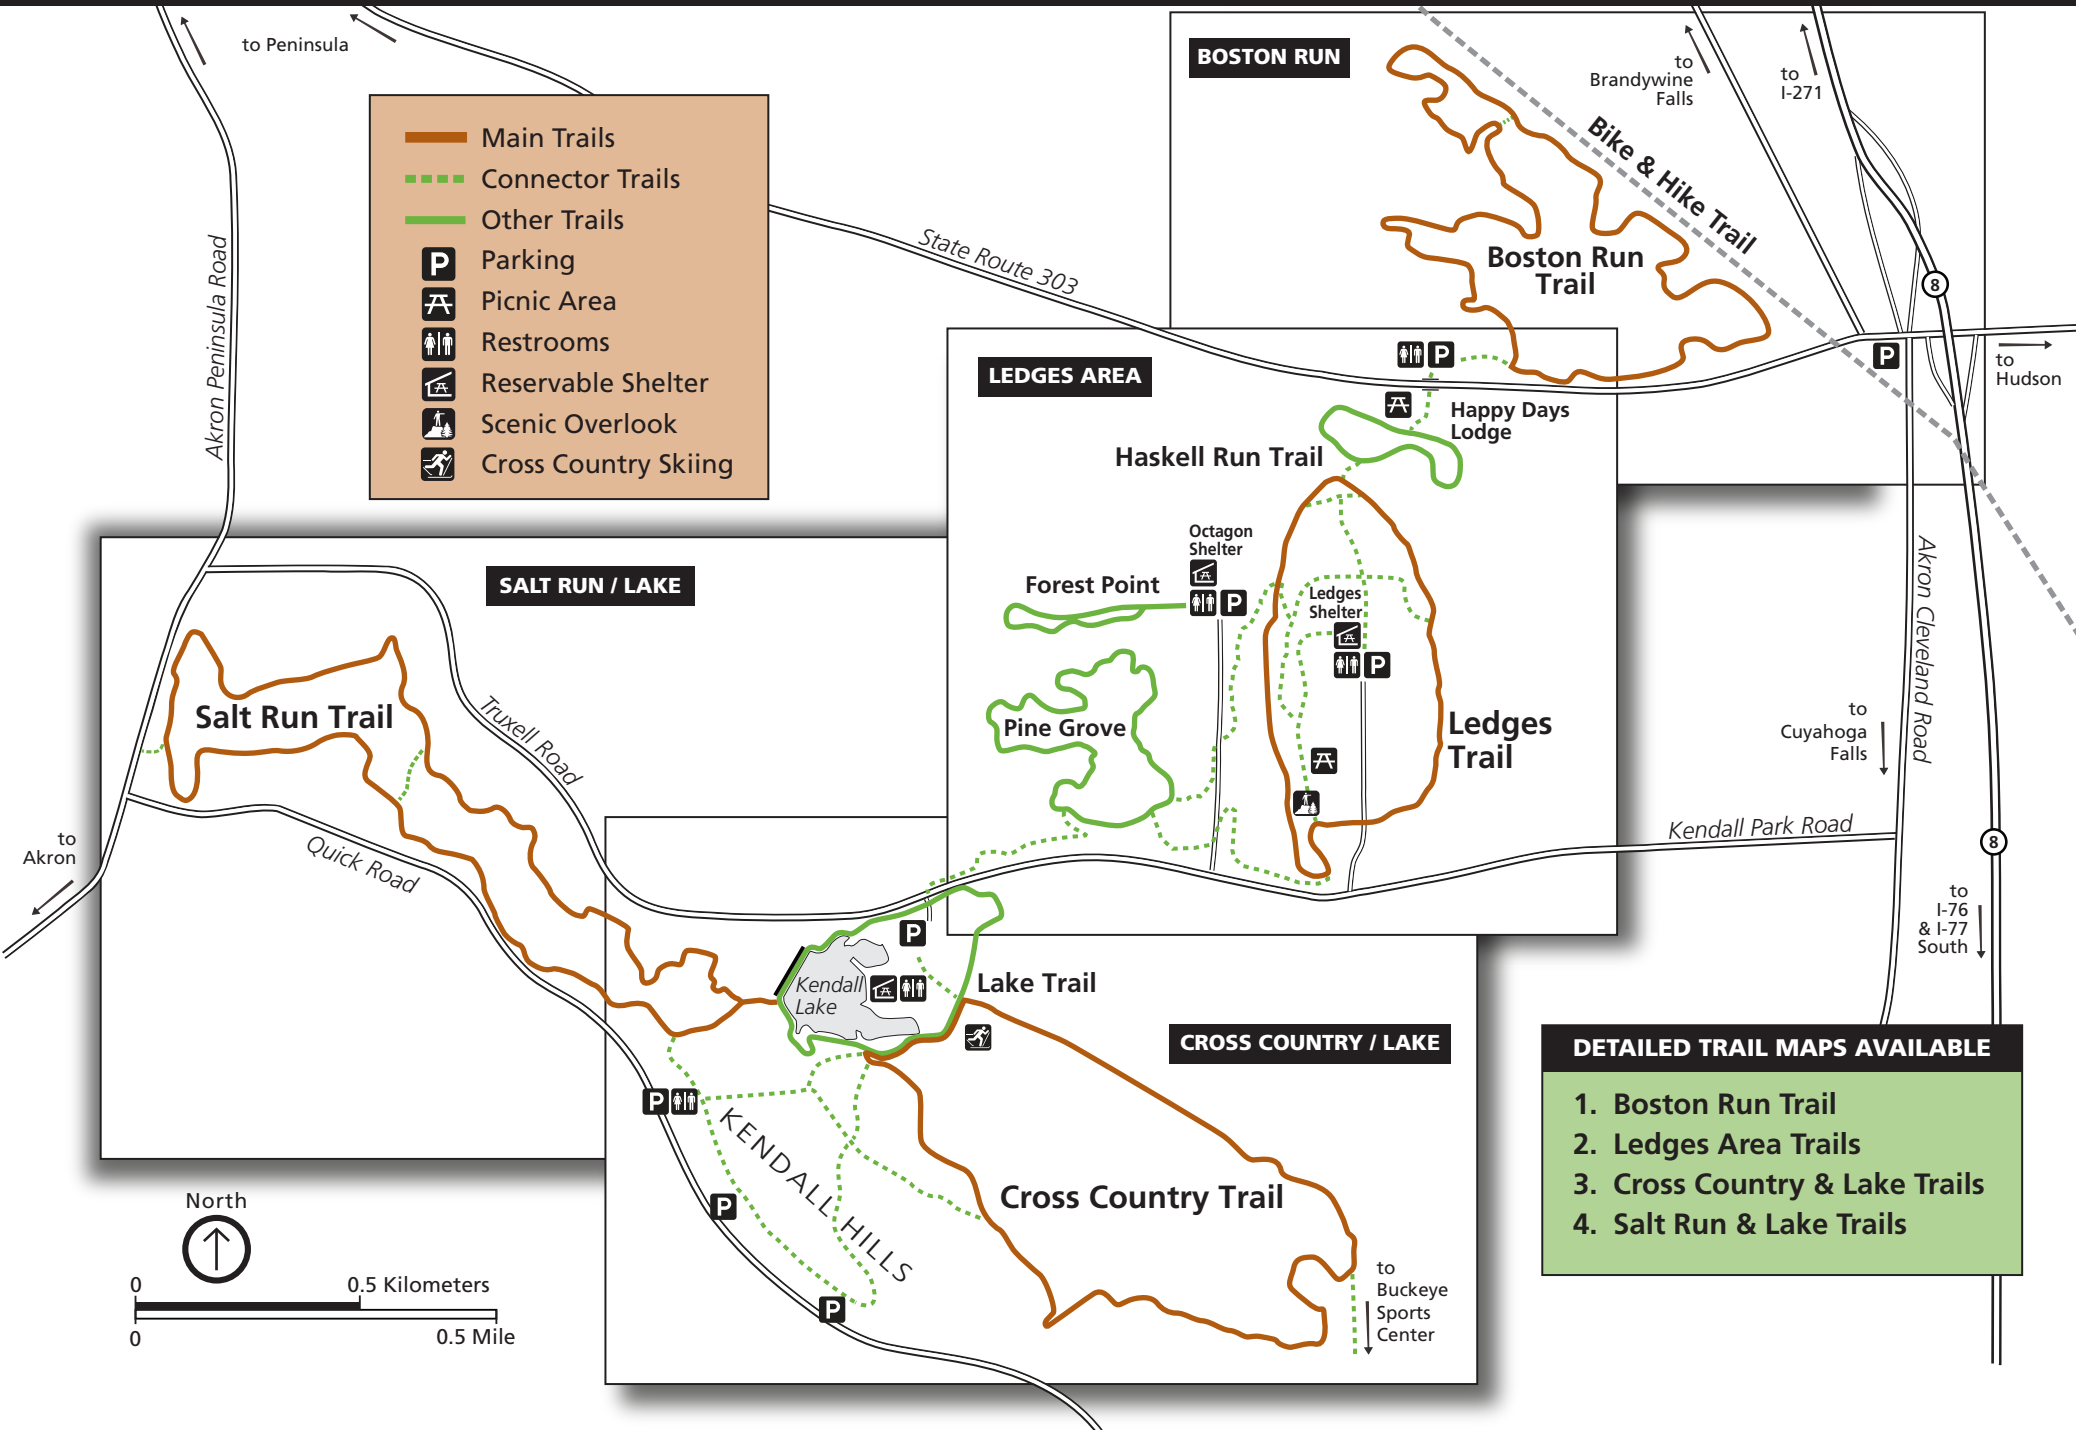 to Peninsula
BOSTON RUN
to
Brandywine
Falls
to
I-271
Main Trails
Connector Trails
Other Trails
P Parking
Picnic Area
Restrooms
Reservable Shelter
Scenic Overlook
Cross Country Skiing
Bike & Hike Trail
Akron Peninsula Road
State Route 303
Boston Run
Trail
8
P
P
to
Hudson
LEDGES AREA
Happy Days
Lodge
Haskell Run Trail
Octagon
Shelter
Forest Point
P
Ledges
Shelter
P
SALT RUN / LAKE
Akron Cleveland Road
Salt Run Trail
Truxell Road
Pine Grove
Ledges
Trail
to
Cuyahoga
Falls
Kendall Park Road
8
to
Akron
Quick Road
to
I-76
& I-77
South
P
Kendall
Lake
Lake Trail
CROSS COUNTRY / LAKE
DETAILED TRAIL MAPS AVAILABLE
1. Boston Run Trail
2. Ledges Area Trails
3. Cross Country & Lake Trails
4. Salt Run & Lake Trails
P
KENDALL HILLS
P
Cross Country Trail
P
to
Buckeye
Sports
Center
North
0 0.5 Kilometers
0 0.5 Mile